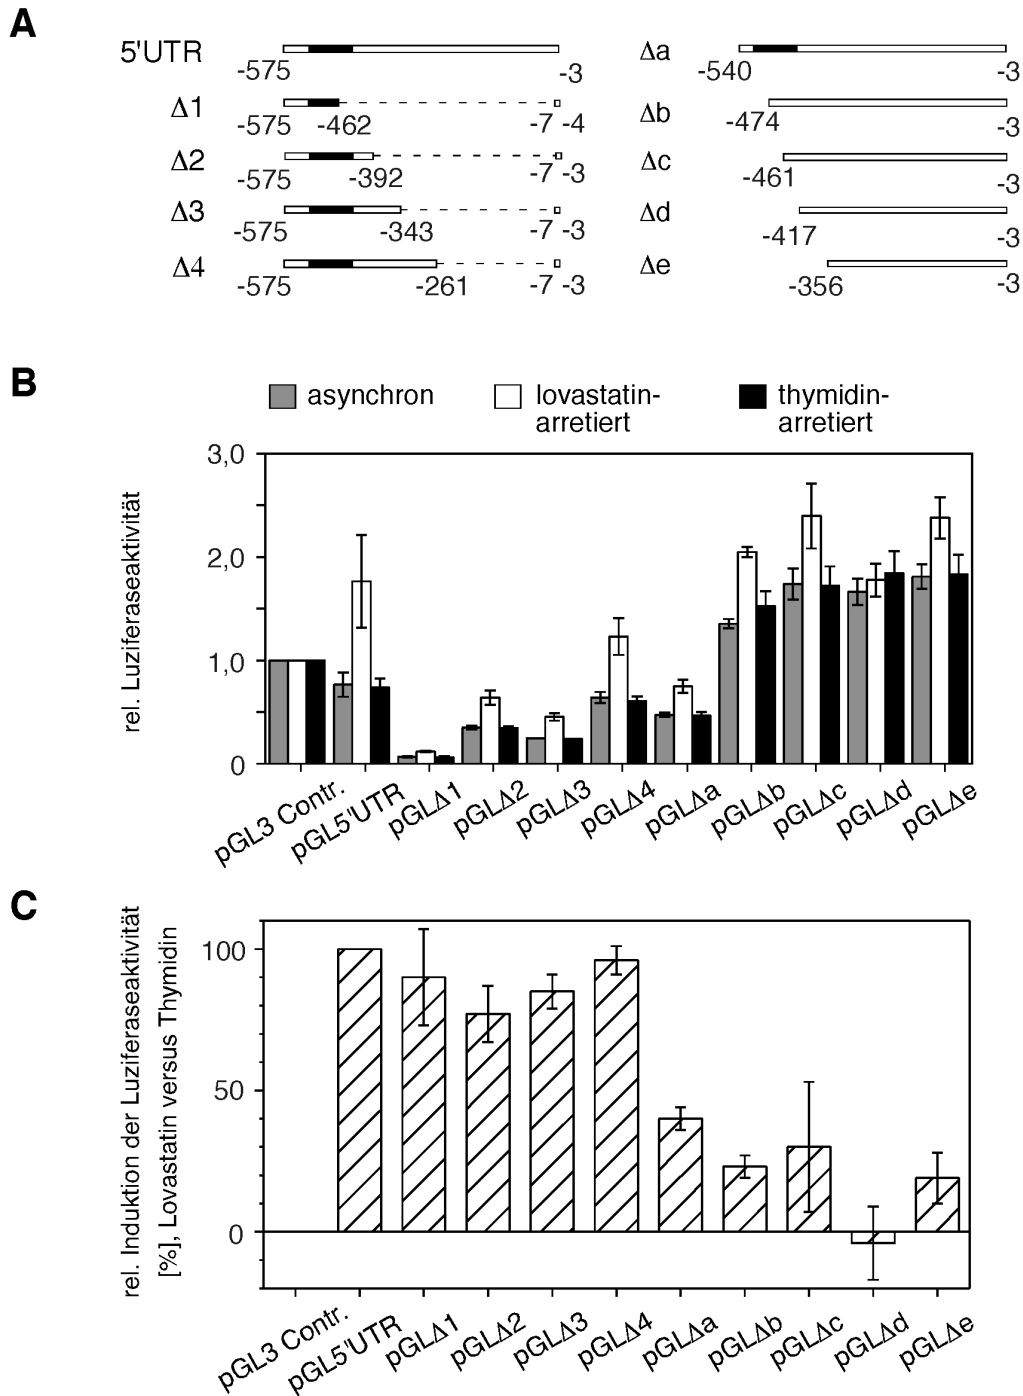 A
5'UTR
-575
-3
Δ1
-575
-462
-7
-4
Δ2
-575
-392
-7
-3
Δ3
-575
-343
-7
-3
Δ4
-575
-261
-7
-3
Δa
-540
-3
Δb
-474
-3
Δc
-461
-3
Δd
-417
-3
Δe
-356
-3
B
asynchron
lovastatin-
arretiert
thymidin-
arretiert
rel. Luziferaseaktivität
3,0
2,0
1,0
0
pGL3 Contr.
pGL5'UTR
pGLΔ1
pGLΔ2
pGLΔ3
pGLΔ4
pGLΔa
pGLΔb
pGLΔc
pGLΔd
pGLΔe
C
rel. Induktion der Luziferaseaktivität
[%], Lovastatin versus Thymidin
100
50
0
pGL3 Contr.
pGL5'UTR
pGLΔ1
pGLΔ2
pGLΔ3
pGLΔ4
pGLΔa
pGLΔb
pGLΔc
pGLΔd
pGLΔe